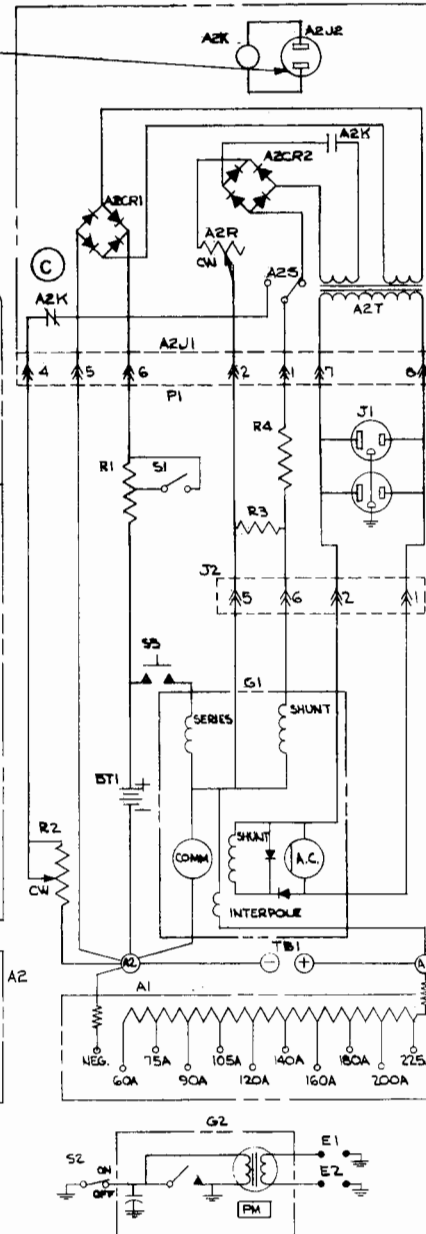 A2K A2J2
A2K
A2CR1 A2CR2
A2R
CW A2S
C
A2K
A2T
A2J1
4 5 6 2 1 7 8
P1
J1
R4
R1 S1
R3
J2
5 6 2 1
S3
G1
SERIES SHUNT
BT1 + -
R2
SHUNT
COMM A.C.
CW
INTERPOLE
TB1
A2 - + A
A2
A1
NEG. 75A 105A 140A 180A 225A
60A 90A 120A 160A 200A
G2
S2 ON E1
OFF E2
PM